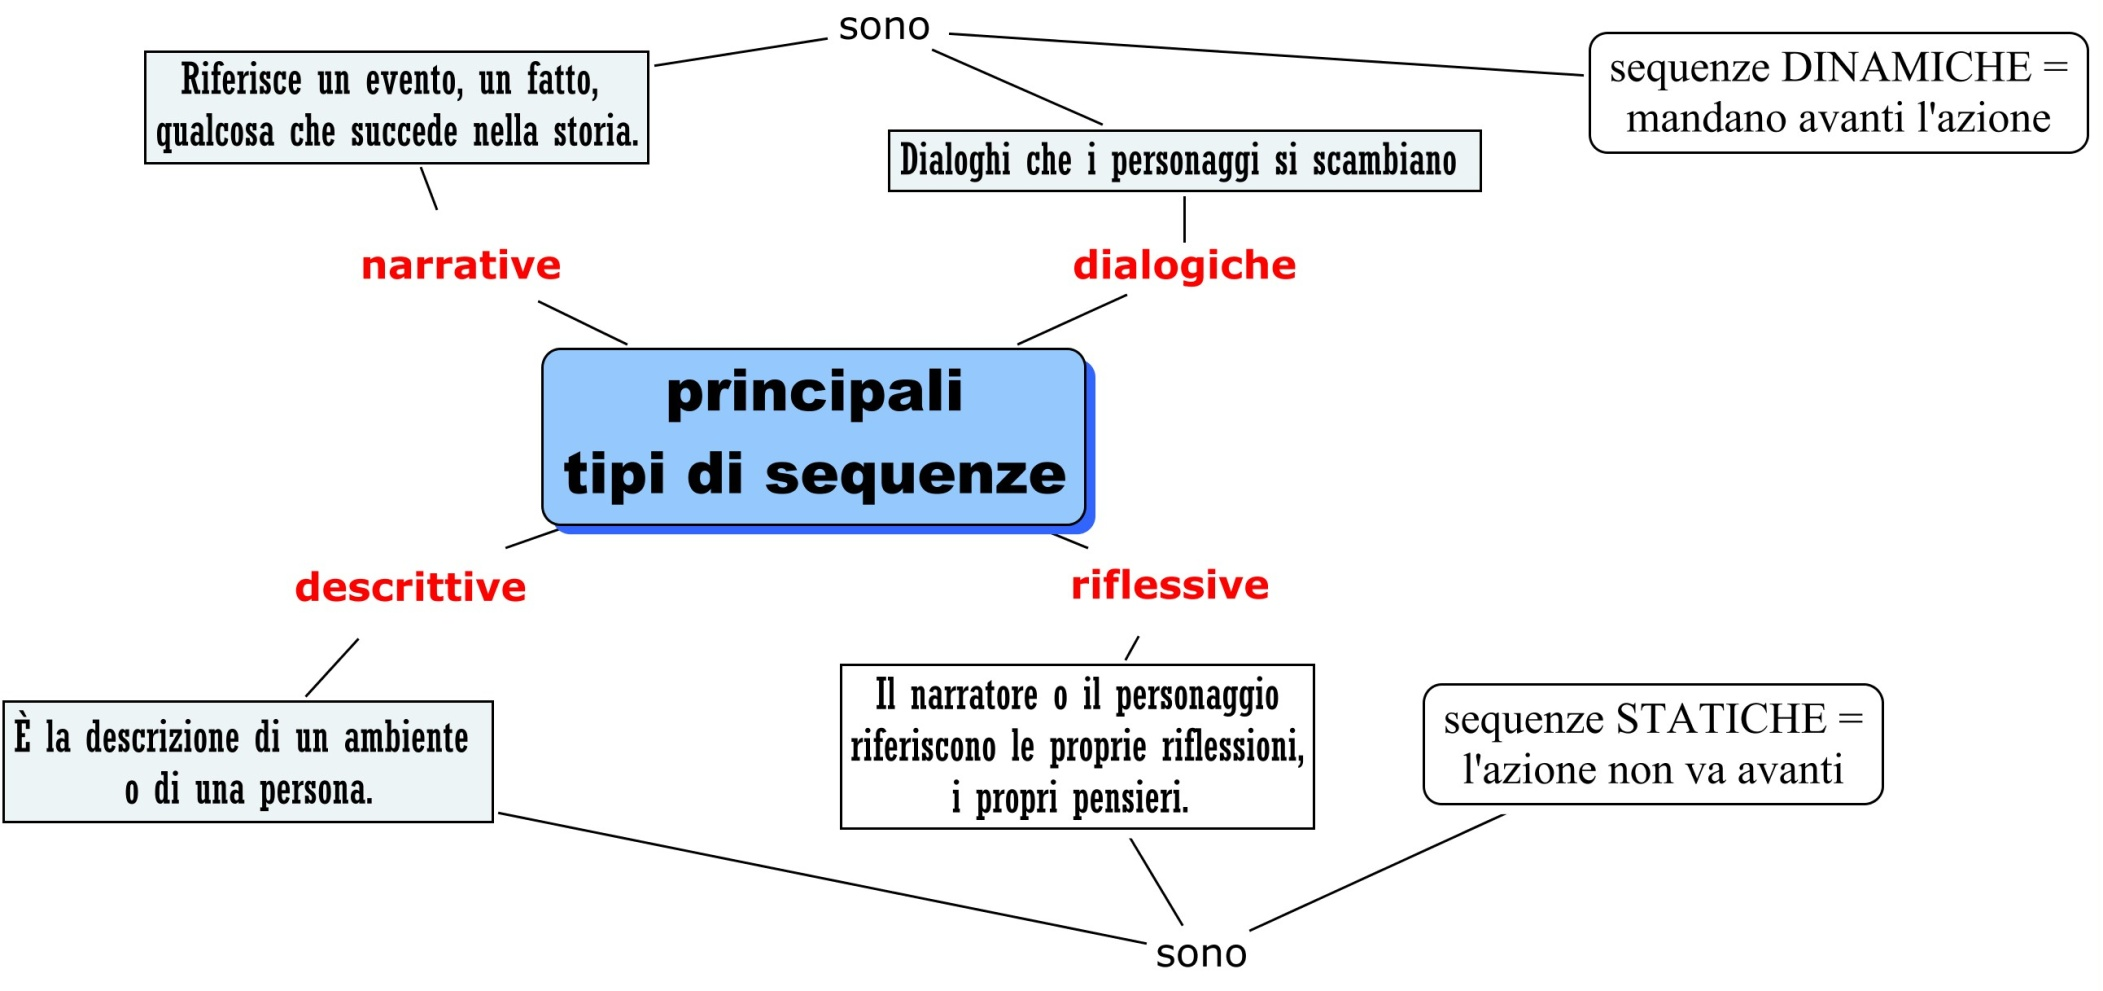 sono
Riferisce un evento, un fatto,
qualcosa che succede nella storia.
sequenze DINAMICHE =
mandano avanti l'azione
Dialoghi che i personaggi si scambiano
narrative
dialogiche
principali
tipi di sequenze
descrittive
riflessive
È la descrizione di un ambiente
o di una persona.
Il narratore o il personaggio
riferiscono le proprie riflessioni,
i propri pensieri.
sequenze STATICHE =
l'azione non va avanti
sono